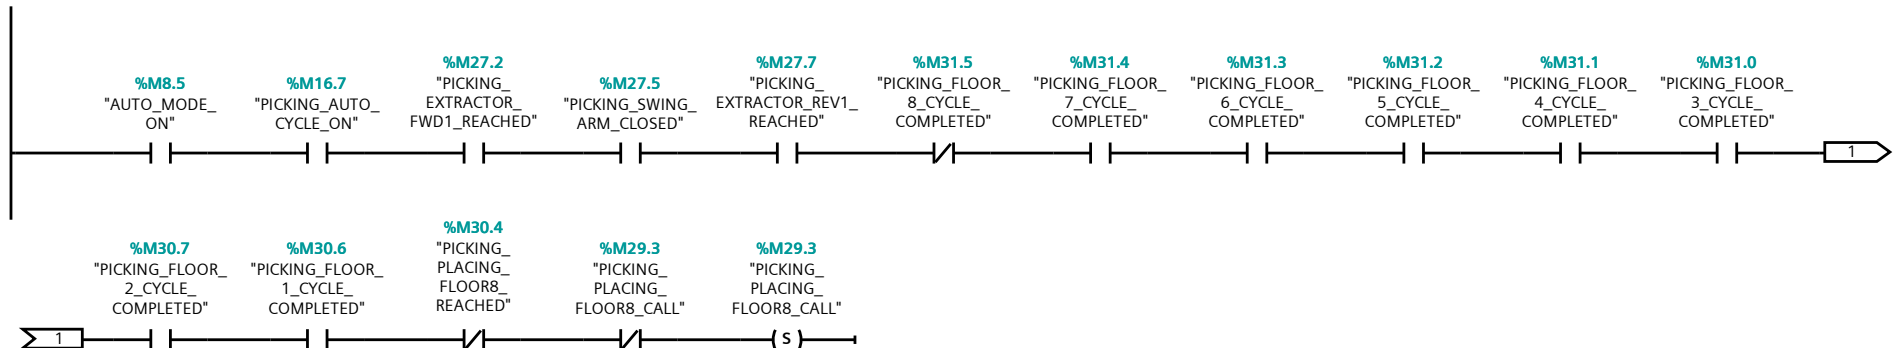 %M8.5
"AUTO_MODE_
ON"
%M16.7
"PICKING_AUTO_
CYCLE_ON"
%M27.2
"PICKING_
EXTRACTOR_
FWD1_REACHED"
%M27.5
"PICKING_SWING_
ARM_CLOSED"
%M27.7
"PICKING_
EXTRACTOR_REV1_
REACHED"
%M31.5
"PICKING_FLOOR_
8_CYCLE_
COMPLETED"
%M31.4
"PICKING_FLOOR_
7_CYCLE_
COMPLETED"
%M31.3
"PICKING_FLOOR_
6_CYCLE_
COMPLETED"
%M31.2
"PICKING_FLOOR_
5_CYCLE_
COMPLETED"
%M31.1
"PICKING_FLOOR_
4_CYCLE_
COMPLETED"
%M31.0
"PICKING_FLOOR_
3_CYCLE_
COMPLETED"
1
1
%M30.7
"PICKING_FLOOR_
2_CYCLE_
COMPLETED"
%M30.6
"PICKING_FLOOR_
1_CYCLE_
COMPLETED"
%M30.4
"PICKING_
PLACING_
FLOOR8_
REACHED"
%M29.3
"PICKING_
PLACING_
FLOOR8_CALL"
%M29.3
"PICKING_
PLACING_
FLOOR8_CALL"
S